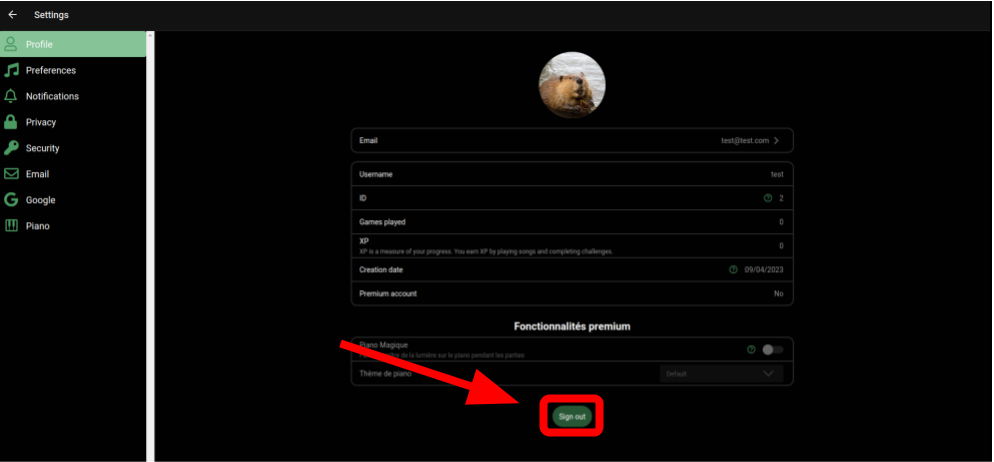 Settings
Profile
Preferences
Notifications
Privacy
Security
Email
Google
Piano
Email test@test.com
Username test
ID 2
Games played 0
XP 0
XP is a measure of your progress. You earn XP by playing songs and completing challenges.
Creation date 09/04/2023
Premium account No
Fonctionnalités premium
Piano Magique
de la lumière sur le piano pendant les parties
Thème de piano Default
Sign out